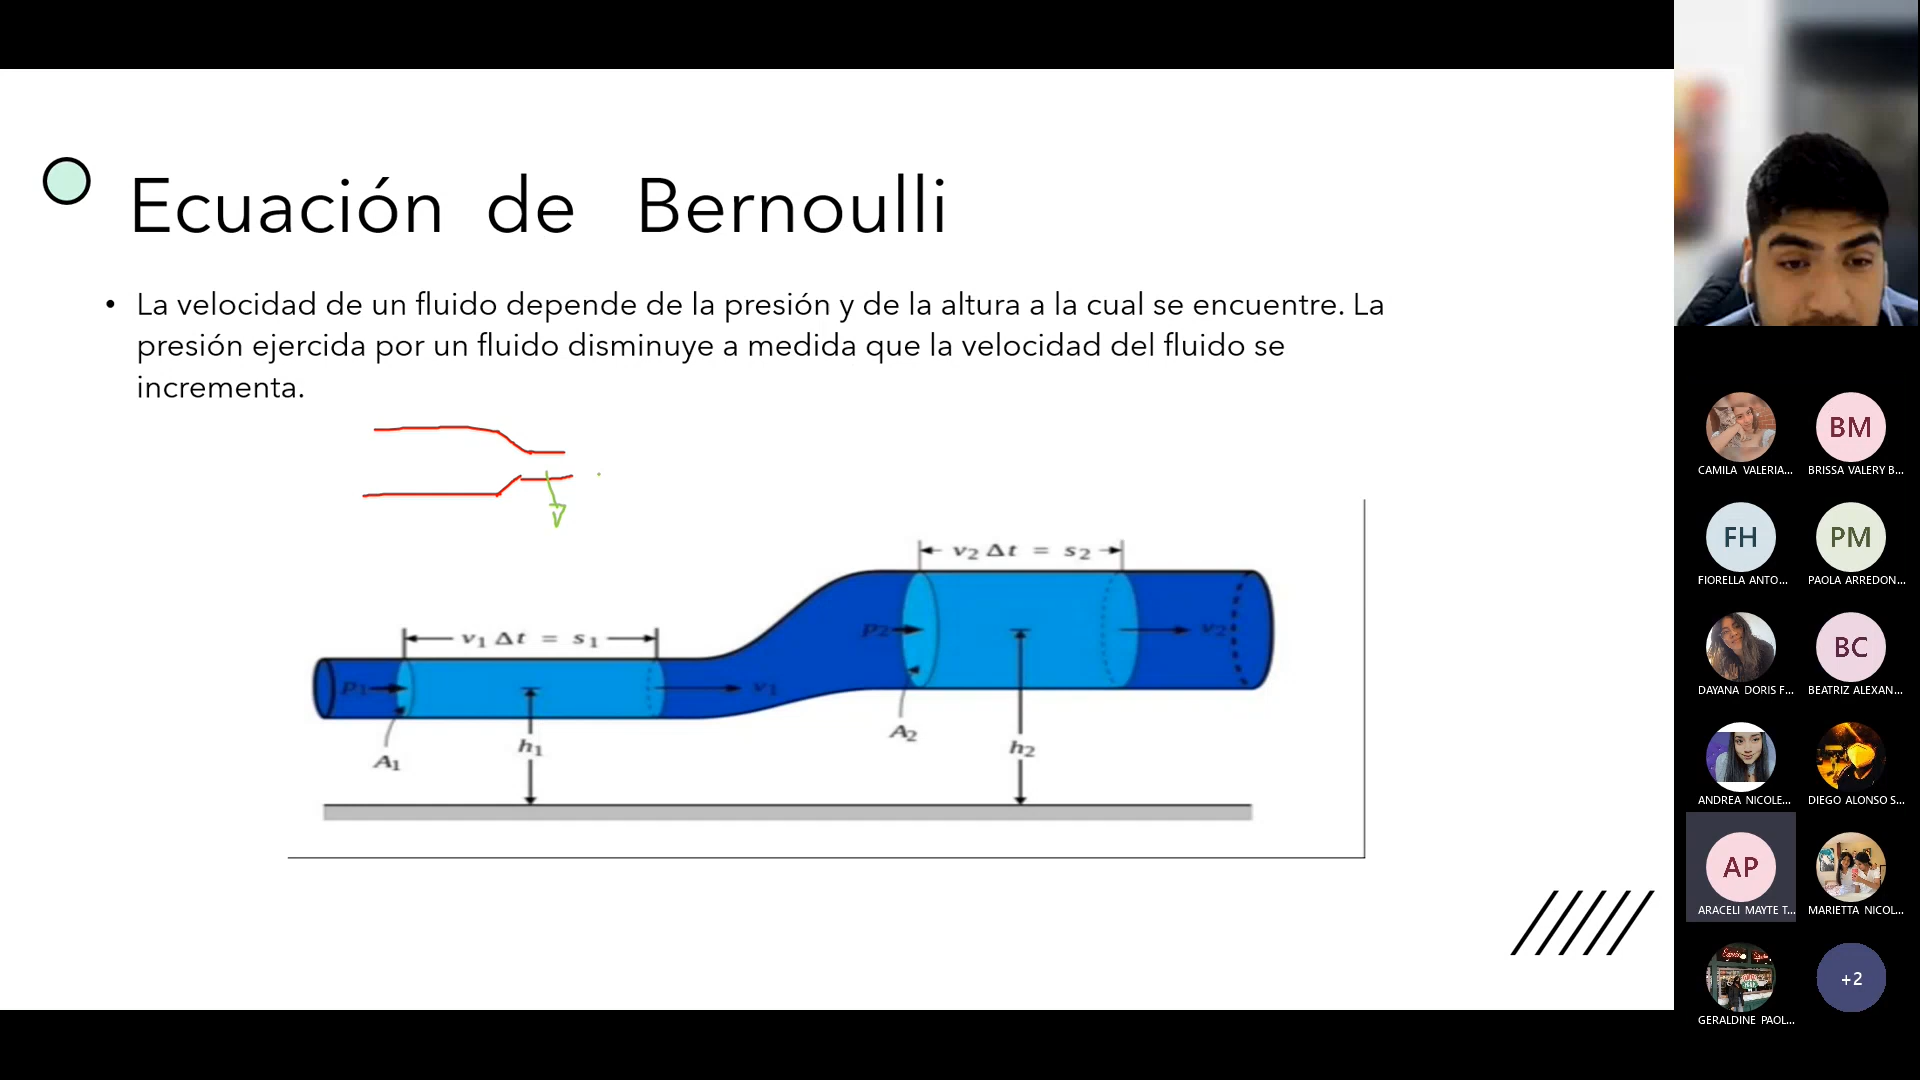 Ecuación de Bernoulli
• La velocidad de un fluido depende de la presión y de la altura a la cual se encuentre. La
presión ejercida por un fluido disminuye a medida que la velocidad del fluido se
incrementa.
V
v₂ Δt = s₂
v₁ Δt = s₁
p₂
v₂
p₁
v₁
A₂
h₁
h₂
A₁
CAMILA VALERIA...
BM
BRISSA VALERY B...
FH
FIORELLA ANTO...
PM
PAOLA ARREDON...
DAYANA DORIS F...
BC
BEATRIZ ALEXAN...
ANDREA NICOLE...
DIEGO ALONSO S...
AP
ARACELI MAYTE T...
MARIETTA NICOL...
GERALDINE PAOL...
+2